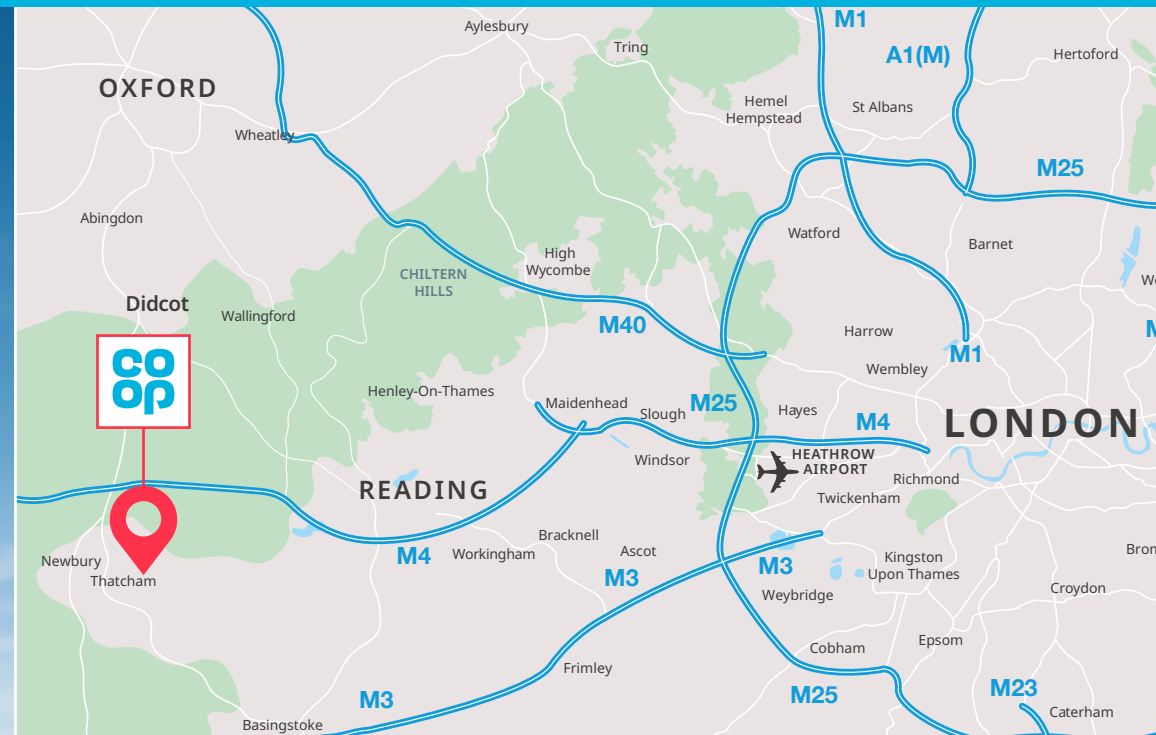 M1
Aylesbury
Tring
A1(M)
Hertoford
OXFORD
Hemel
Hempstead
St Albans
Wheatley
M25
Abingdon
Watford
Barnet
High
Wycombe
CHILTERN
HILLS
Didcot
Wallingford
M40
Harrow
M1
Wembley
CO
OP
Henley-On-Thames
Maidenhead
Slough
M25
Hayes
M4
LONDON
Windsor
HEATHROW
AIRPORT
Richmond
READING
Twickenham
Newbury
Thatcham
M4
Workingham
Bracknell
Ascot
M3
M3
Kingston
Upon Thames
Weybridge
Croydon
Epsom
Cobham
Frimley
M3
M25
M23
Caterham
Basingstoke